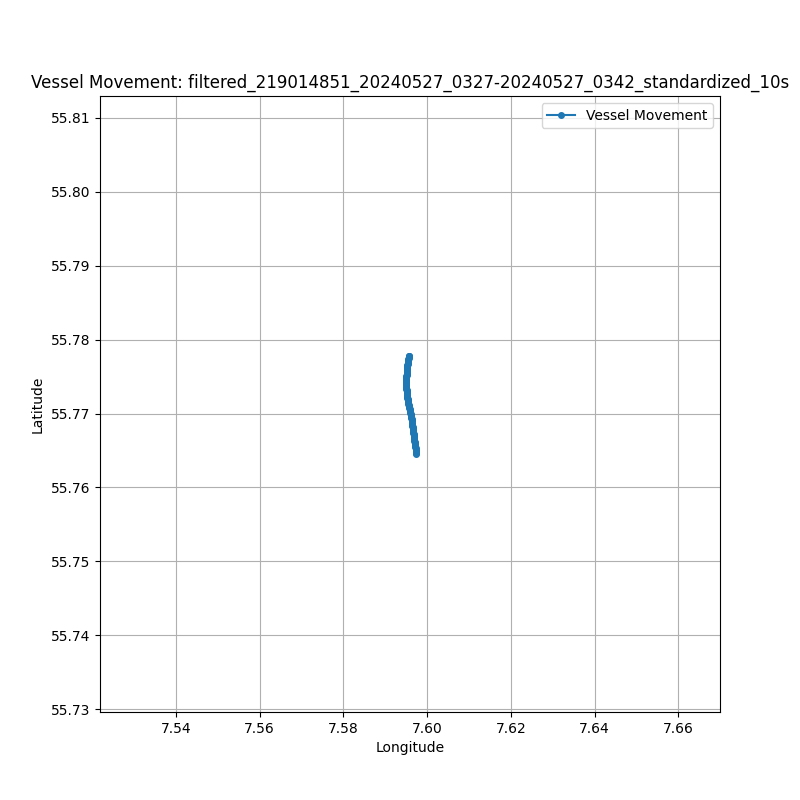 Vessel Movement: filtered_219014851_20240527_0327-20240527_0342_standardized_10s
Vessel Movement
55.81
55.80
55.79
55.78
55.77
55.76
55.75
55.74
55.73
Latitude
7.54 7.56 7.58 7.60 7.62 7.64 7.66
Longitude